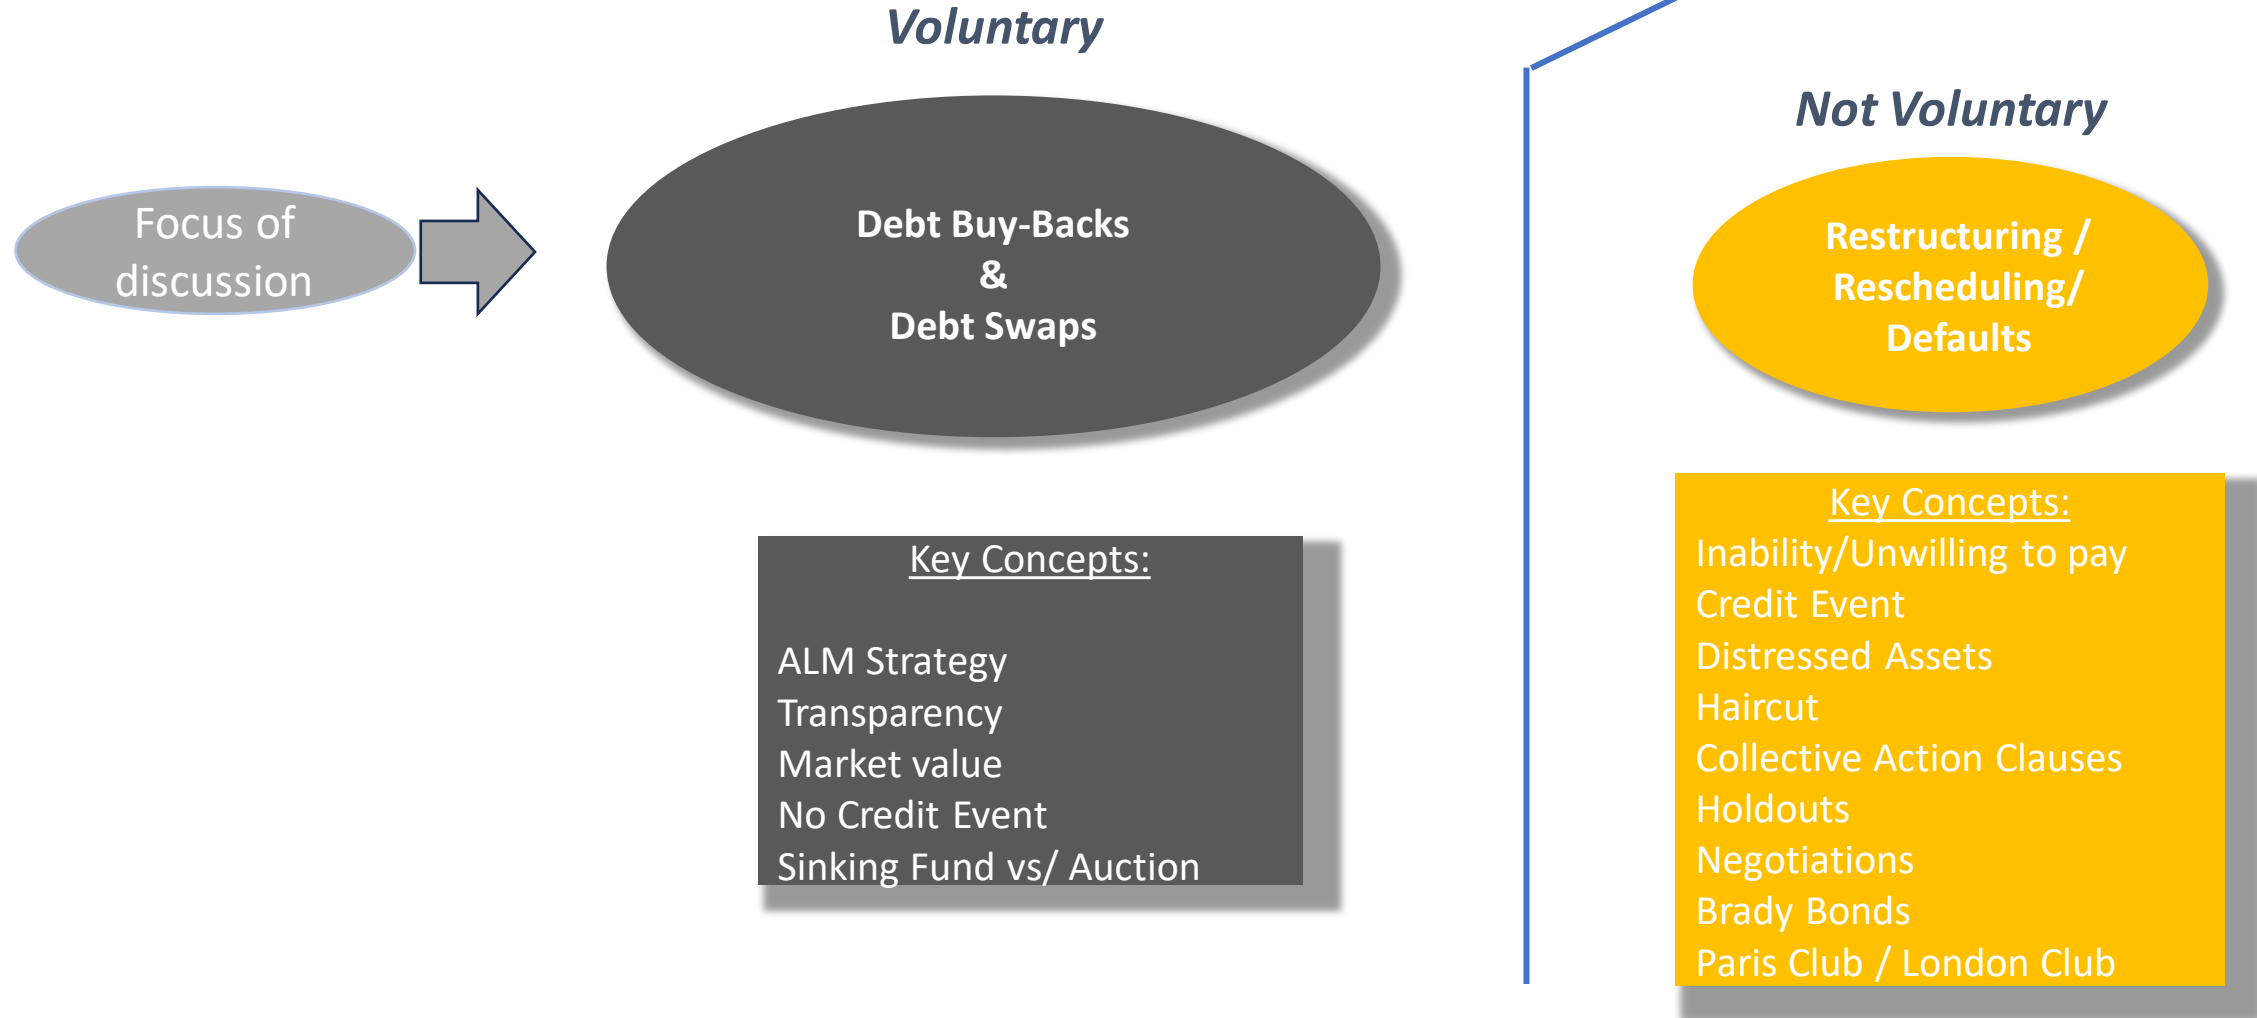 Voluntary
Not Voluntary
Focus of
discussion
Debt Buy-Backs
&
Debt Swaps
Restructuring /
Rescheduling/
Defaults
Key Concepts:
ALM Strategy
Transparency
Market value
No Credit Event
Sinking Fund vs/ Auction
Key Concepts:
Inability/Unwilling to pay
Credit Event
Distressed Assets
Haircut
Collective Action Clauses
Holdouts
Negotiations
Brady Bonds
Paris Club / London Club